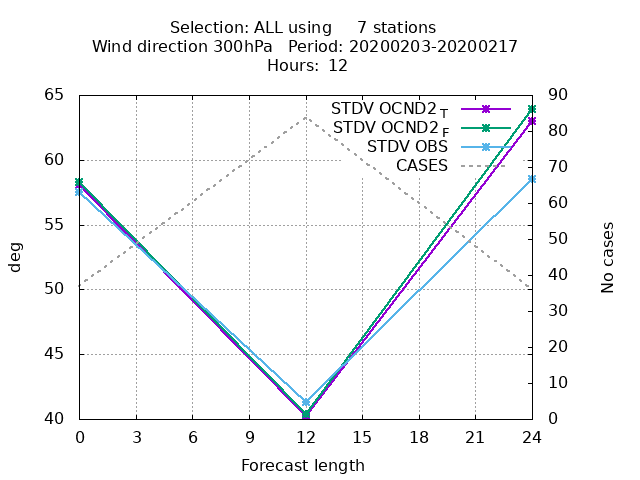 Selection: ALL using 7 stations
Wind direction 300hPa Period: 20200203-20200217
Hours: 12
STDV OCND2 T
STDV OCND2 F
STDV OBS
CASES
deg
65
60
55
50
45
40
No cases
90
80
70
60
50
40
30
20
10
0
0 3 6 9 12 15 18 21 24
Forecast length